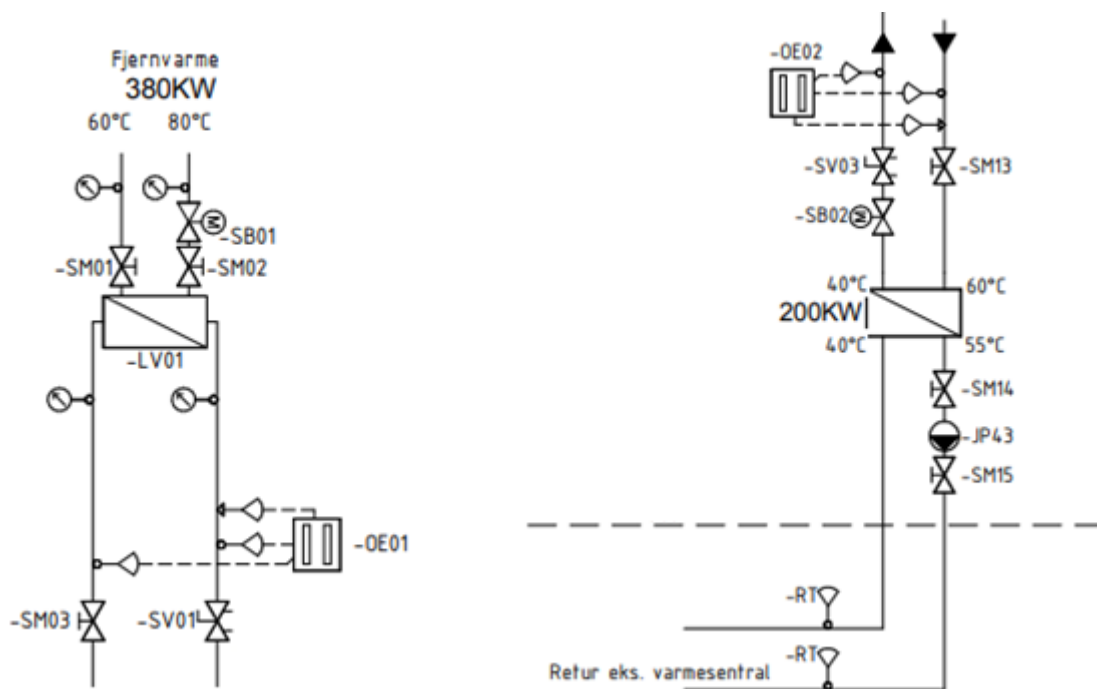 Fjernvarme
380KW
60°C 80°C
M
-SB01
-SM01
-SM02
-LV01
-OE01
-SM03
-SV01
-OE02
-SV03
-SM13
-SB02
M
40°C
60°C
200KW
40°C
55°C
-SM14
-JP43
-SM15
-RT
-RT
Retur eks. varmesentral